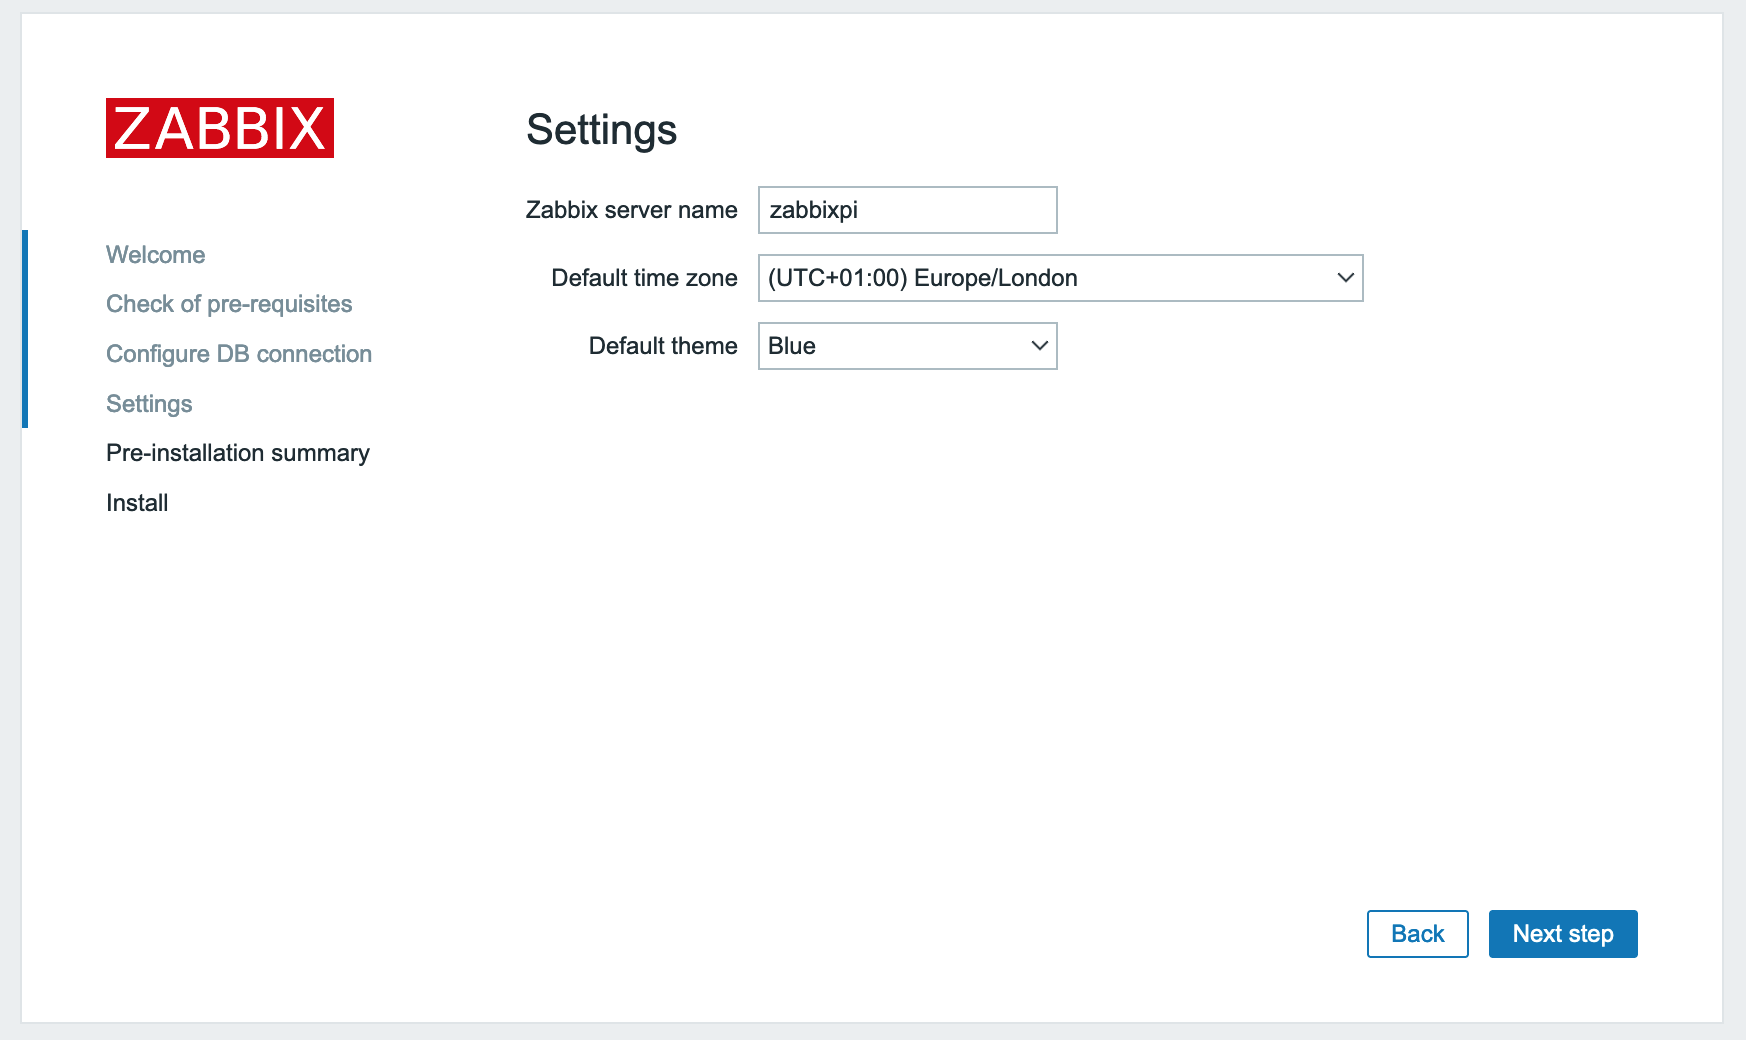 ZABBIX
Welcome
Check of pre-requisites
Configure DB connection
Settings
Pre-installation summary
Install
Settings
Zabbix server name zabbixpi
Default time zone (UTC+01:00) Europe/London
Default theme Blue
Back Next step